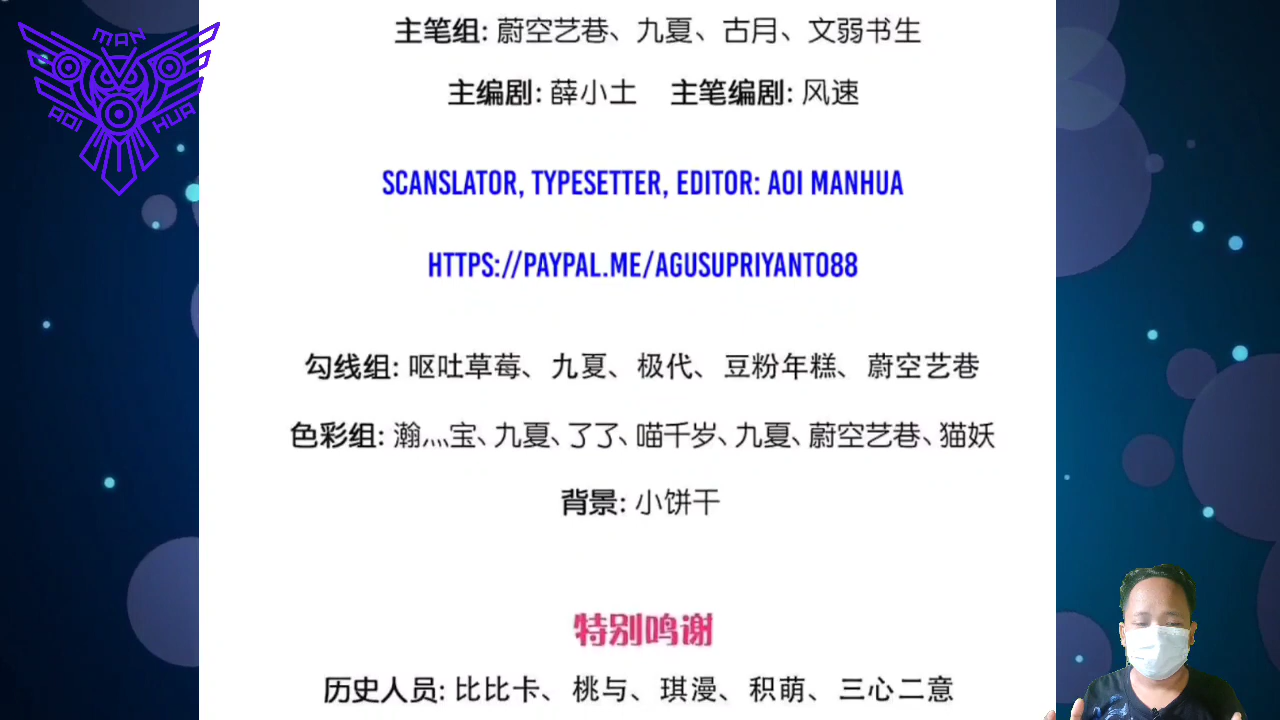 MAN
AOI HUA
主笔组: 蔚空艺巷、九夏、古月、文弱书生
主编剧: 薛小土 主笔编剧: 风速
SCANSLATOR, TYPESETTER, EDITOR: AOI MANHUA
HTTPS://PAYPAL.ME/AGUSUPRIYANTO88
勾线组: 呕吐草莓、九夏、极代、豆粉年糕、蔚空艺巷
色彩组: 瀚灬宝、九夏、了了、喵千岁、九夏、蔚空艺巷、猫妖
背景: 小饼干
特别鸣谢
历史人员: 比比卡、桃与、琪漫、积萌、三心二意